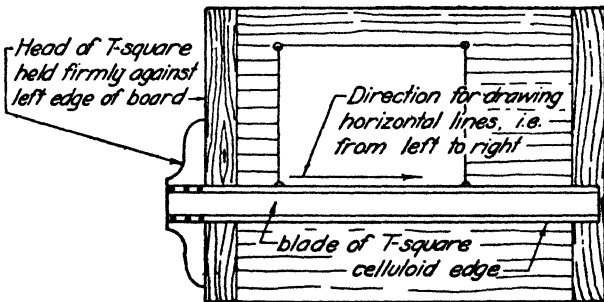 Head of T-square
held firmly against
left edge of board
Direction for drawing
horizontal lines, i.e.
from left to right
blade of T-square
celluloid edge